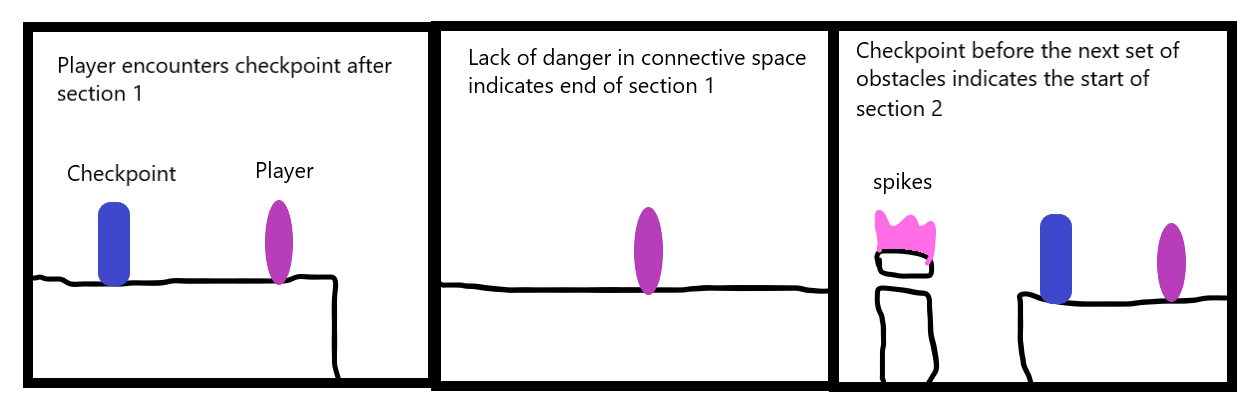 Player encounters checkpoint after
section 1
Checkpoint
Player
Lack of danger in connective space
indicates end of section 1
Checkpoint before the next set of
obstacles indicates the start of
section 2
spikes